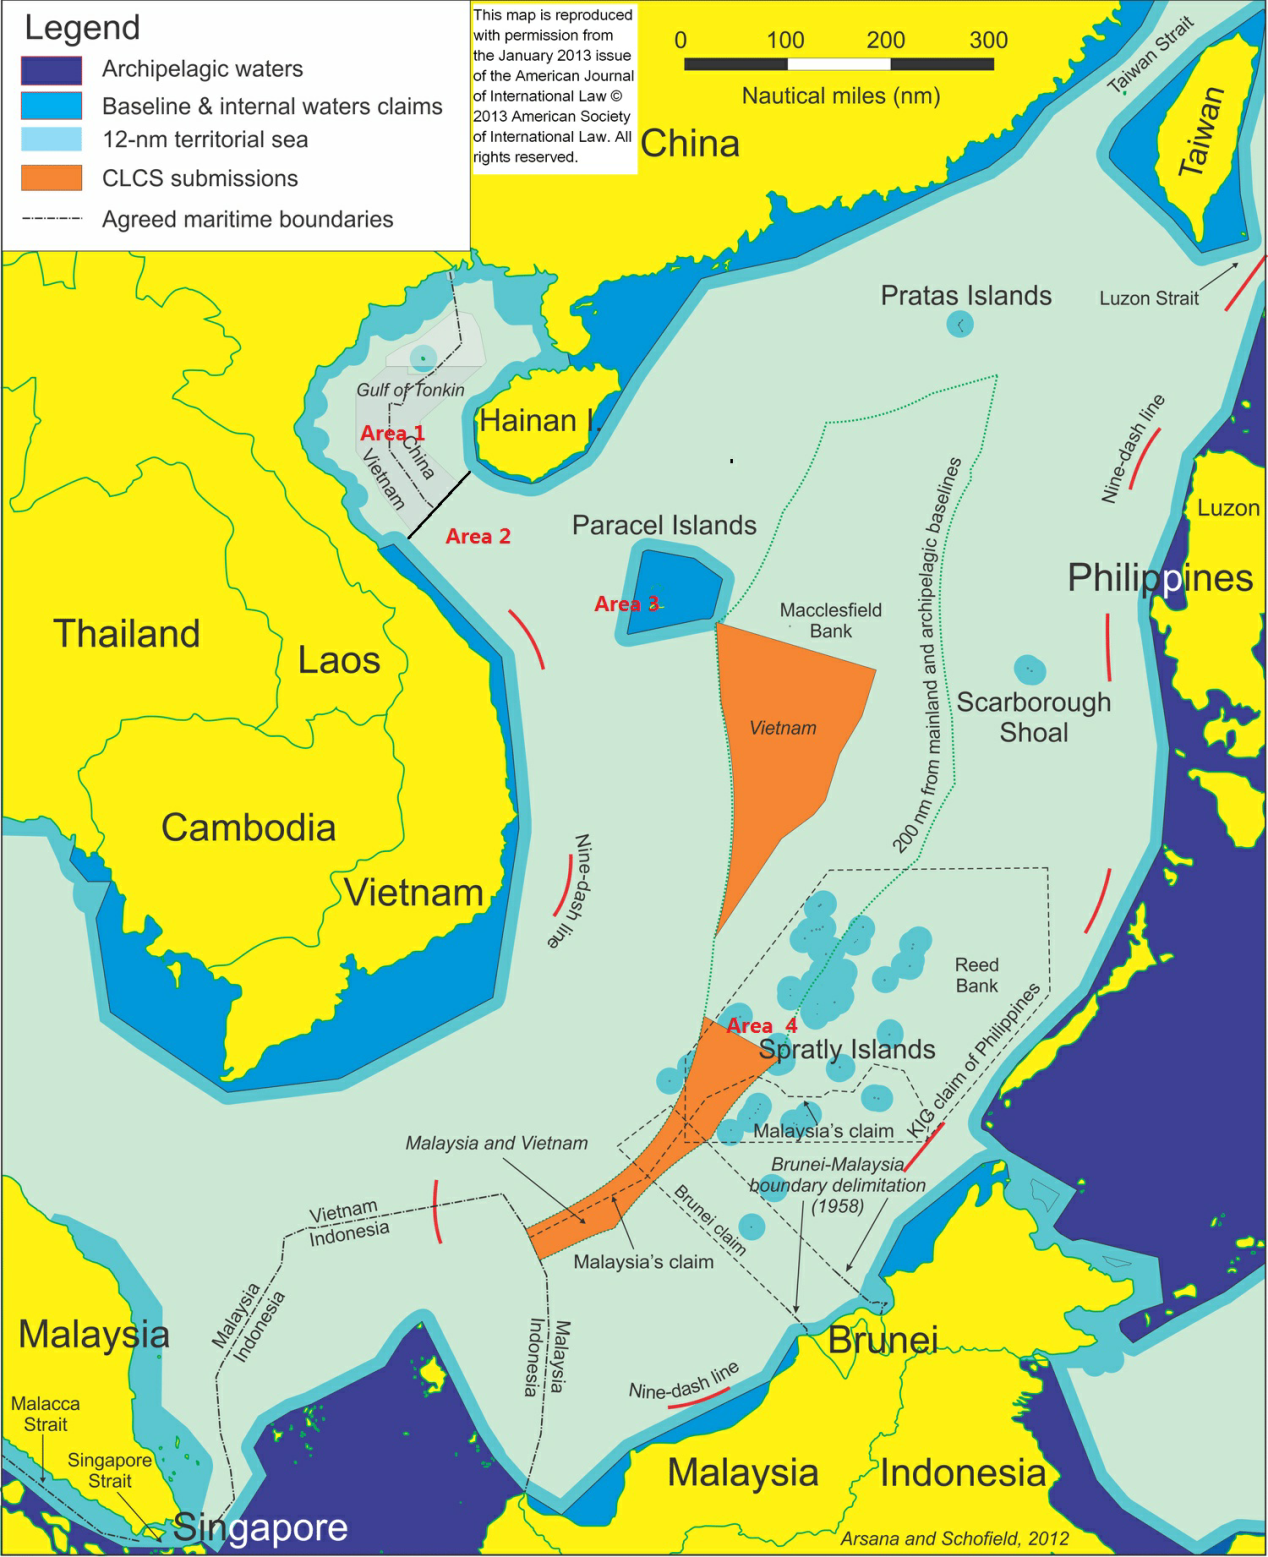 Legend
Archipelagic waters
Baseline & internal waters claims
12-nm territorial sea
CLCS submissions
Agreed maritime boundaries
This map is reproduced
with permission from
the January 2013 issue
of the American Journal
of International Law ©
2013 American Society
of International Law. All
rights reserved.
0 100 200 300
Nautical miles (nm)
China
Taiwan Strait
Taiwan
Pratas Islands
Luzon Strait
Gulf of Tonkin
Hainan I.
Area 1
China
Vietnam
Nine-dash line
Luzon
Area 2
Paracel Islands
200 nm from mainland and archipelagic baselines
Philippines
Area 3
Macclesfield
Bank
Thailand
Laos
Scarborough
Shoal
Vietnam
Cambodia
Vietnam
Nine-dash line
Reed
Bank
Area 4
Spratly Islands
KIG claim of Philippines
Malaysia and Vietnam
Malaysia's claim
Brunei-Malaysia
boundary delimitation
(1958)
Vietnam
Indonesia
Brunei claim
Malaysia's claim
Malaysia
Indonesia
Malaysia
Brunei
Malaysia
Indonesia
Nine-dash line
Malacca
Strait
Singapore
Strait
Malaysia
Indonesia
Singapore
Arsana and Schofield, 2012